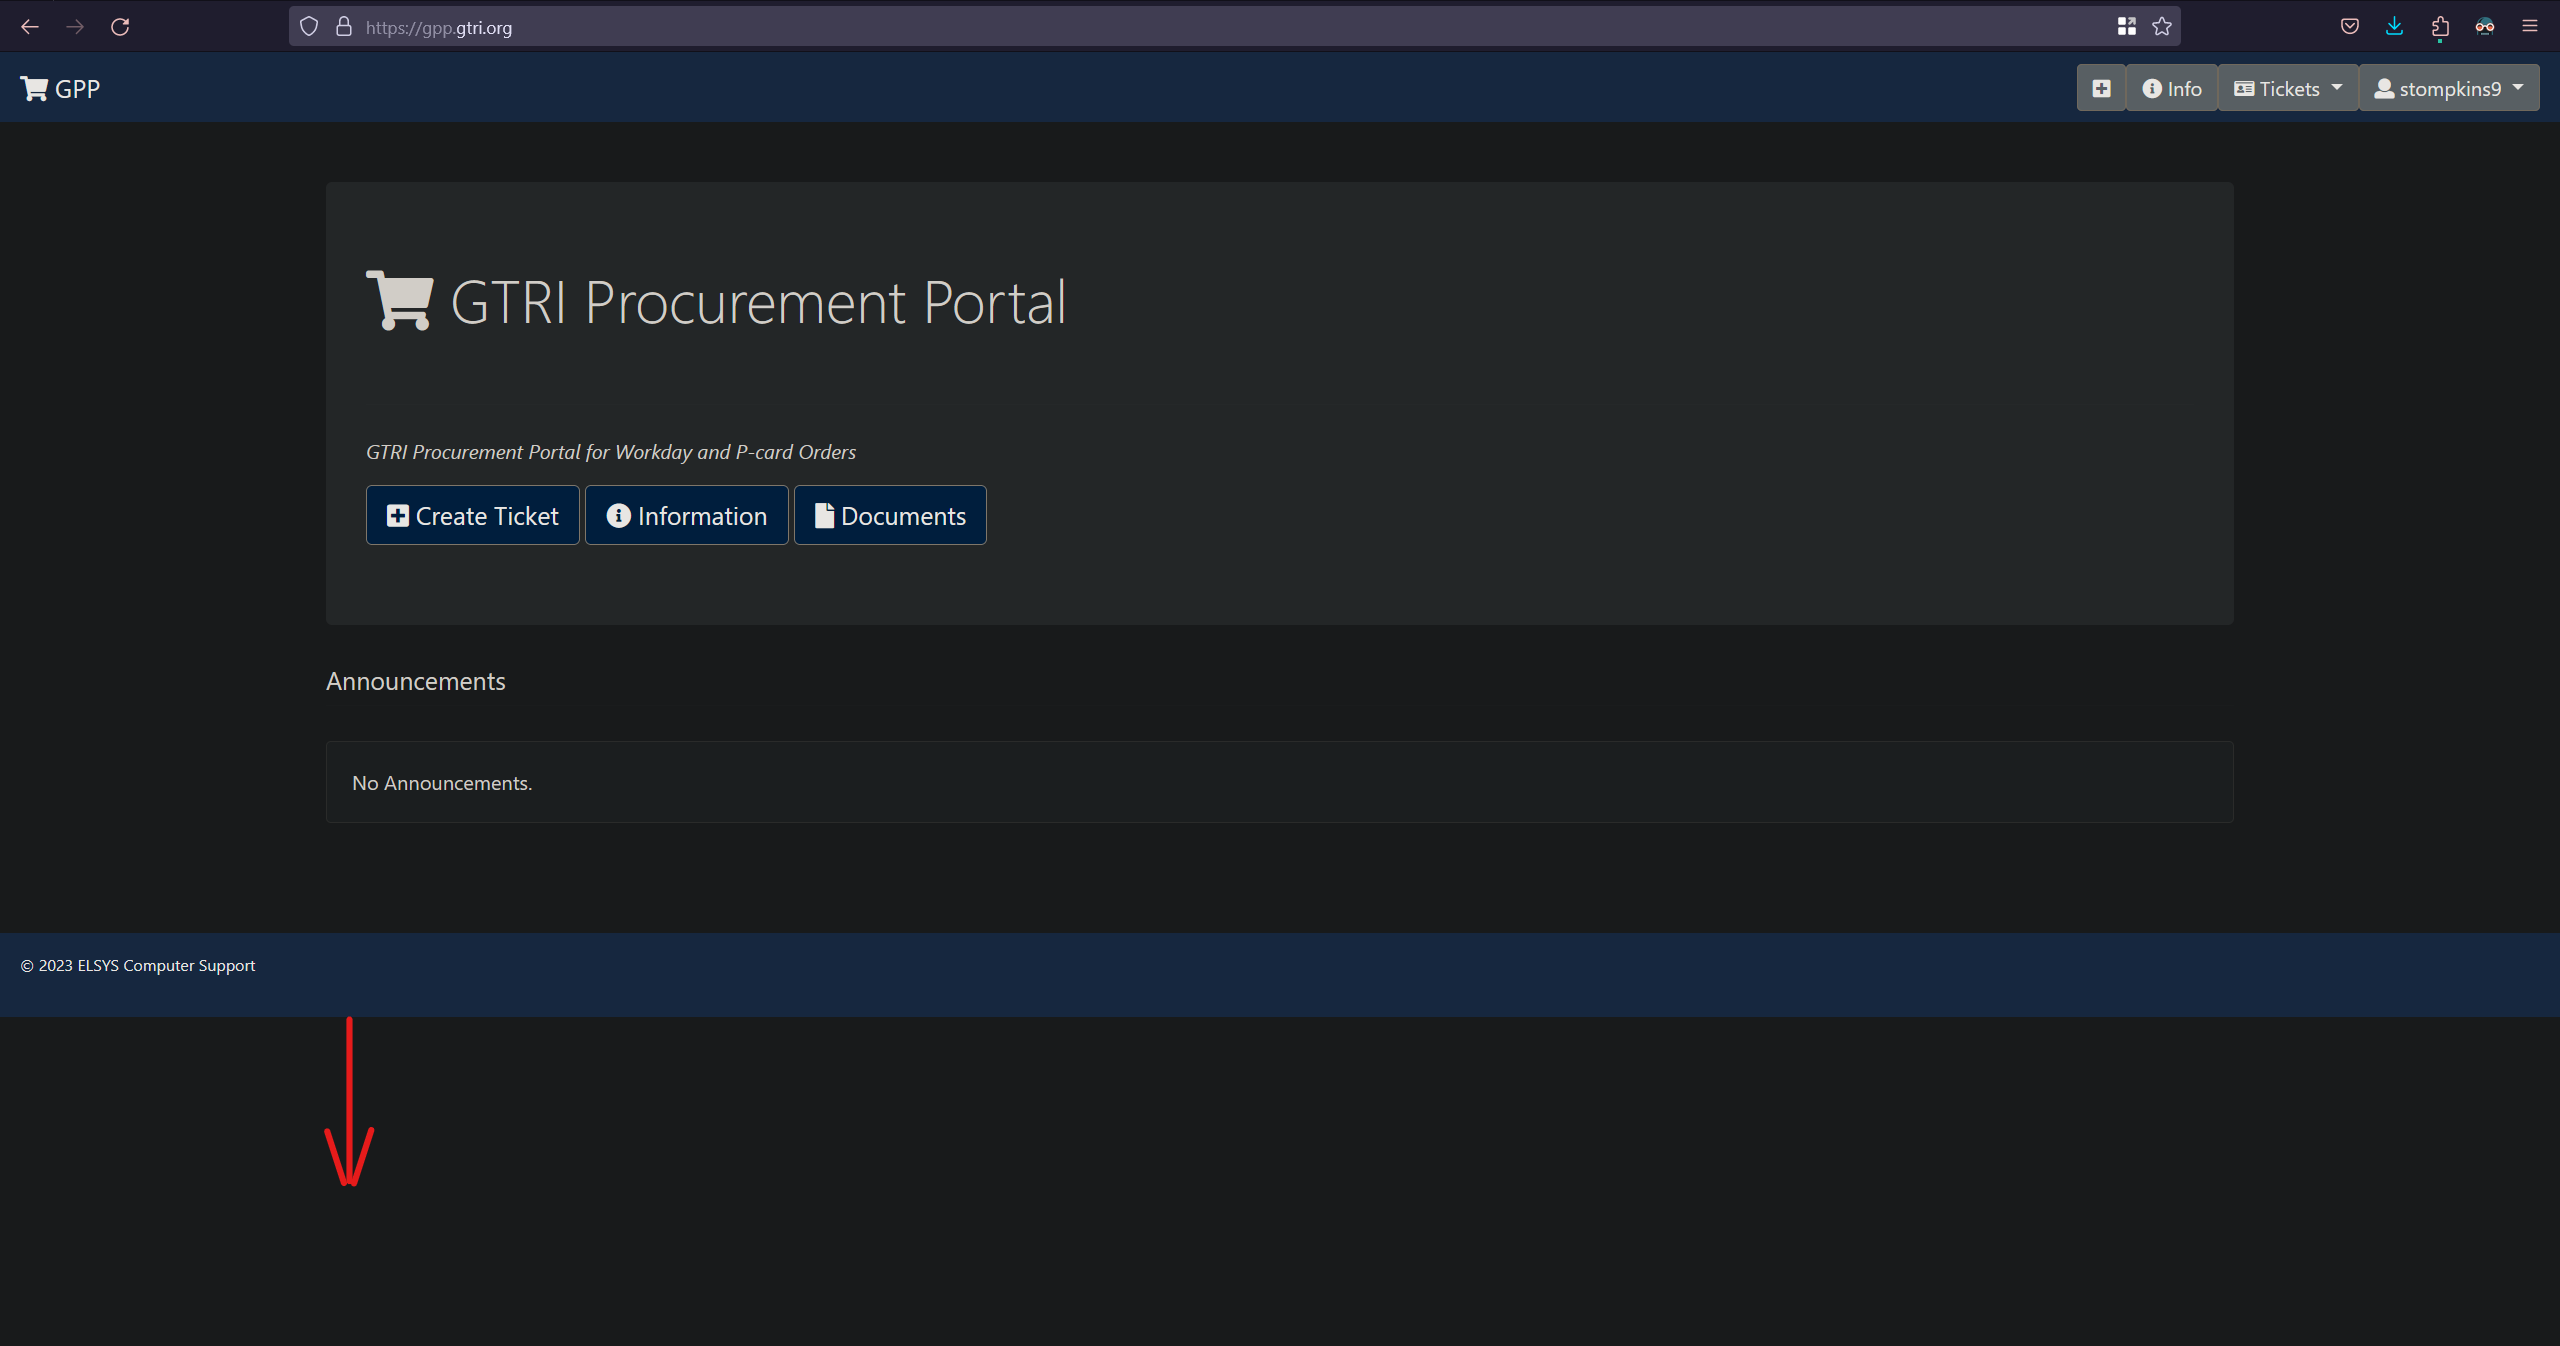 https://gpp.gtri.org
GPP
Info
Tickets
stompkins9
GTRI Procurement Portal
GTRI Procurement Portal for Workday and P-card Orders
Create Ticket
Information
Documents
Announcements
No Announcements.
© 2023 ELSYS Computer Support